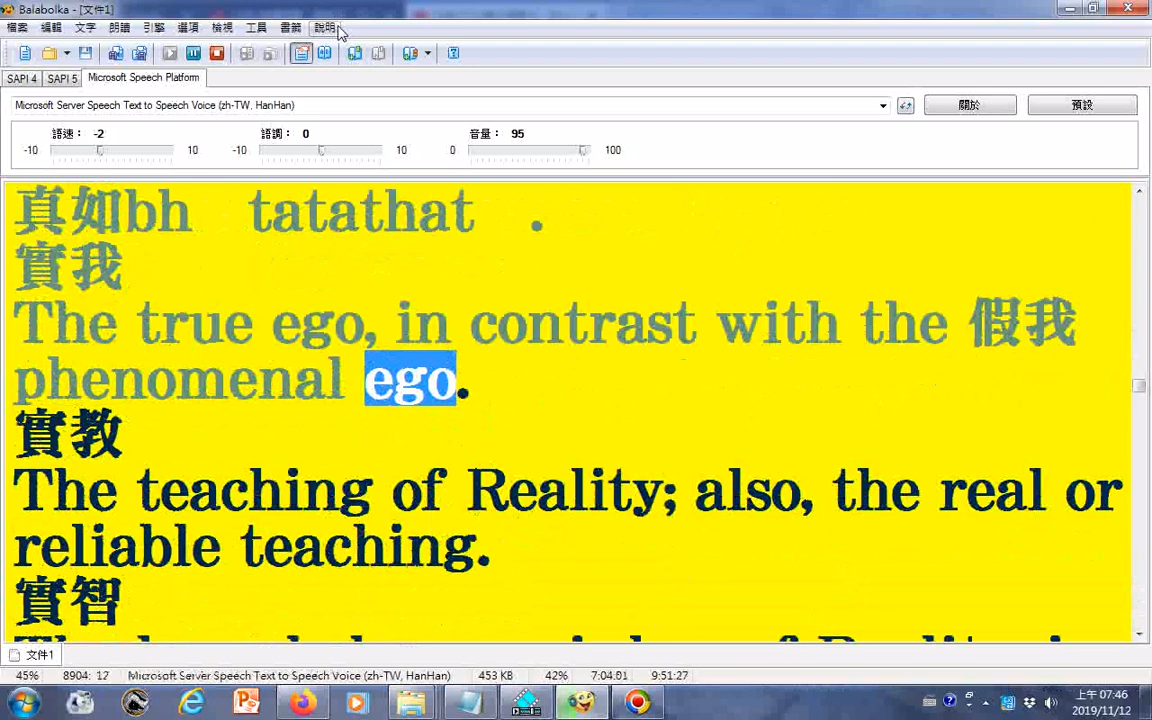 Balabolka - [文件1]
檔案 編輯 文字 朗讀 引擎 選項 檢視 工具 書籤 說明
SAPI 4 SAPI 5 Microsoft Speech Platform
Microsoft Server Speech Text to Speech Voice (zh-TW, HanHan) 關於 預設
語速： -2 語調： 0 音量： 95
-10 10 -10 10 0 100
真如bh tatathat .
實我
The true ego, in contrast with the 假我
phenomenal ego.
實教
The teaching of Reality; also, the real or
reliable teaching.
實智
文件1
45% 8904: 12 Microsoft Server Speech Text to Speech Voice (zh-TW, HanHan) 453 KB 42% 7:04:01 9:51:27
上午 07:46
2019/11/12